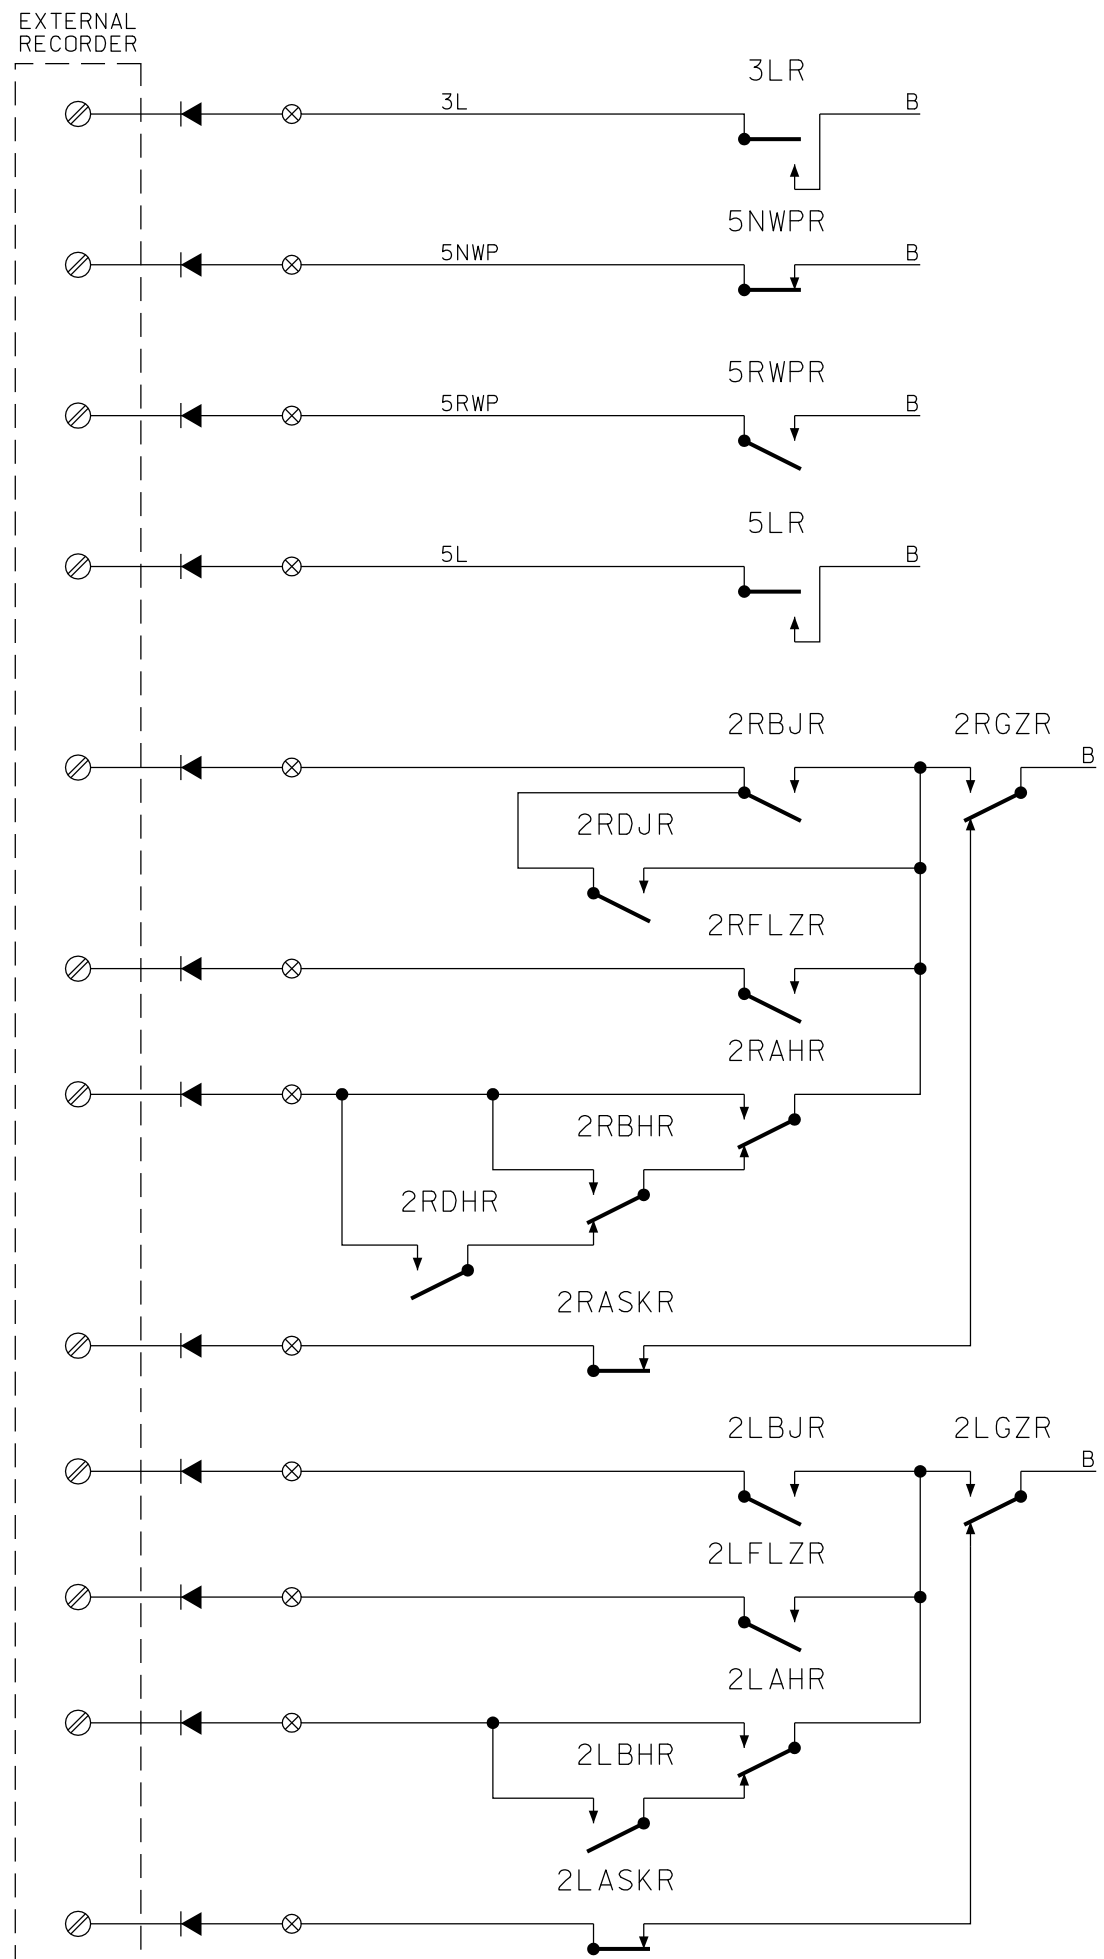 EXTERNAL
RECORDER
3LR
3L
B
5NWPR
5NWP
B
5RWPR
5RWP
B
5LR
5L
B
2RBJR
2RGZR
B
2RDJR
2RFLZR
2RAHR
2RBHR
2RDHR
2RASKR
2LBJR
2LGZR
B
2LFLZR
2LAHR
2LBHR
2LASKR